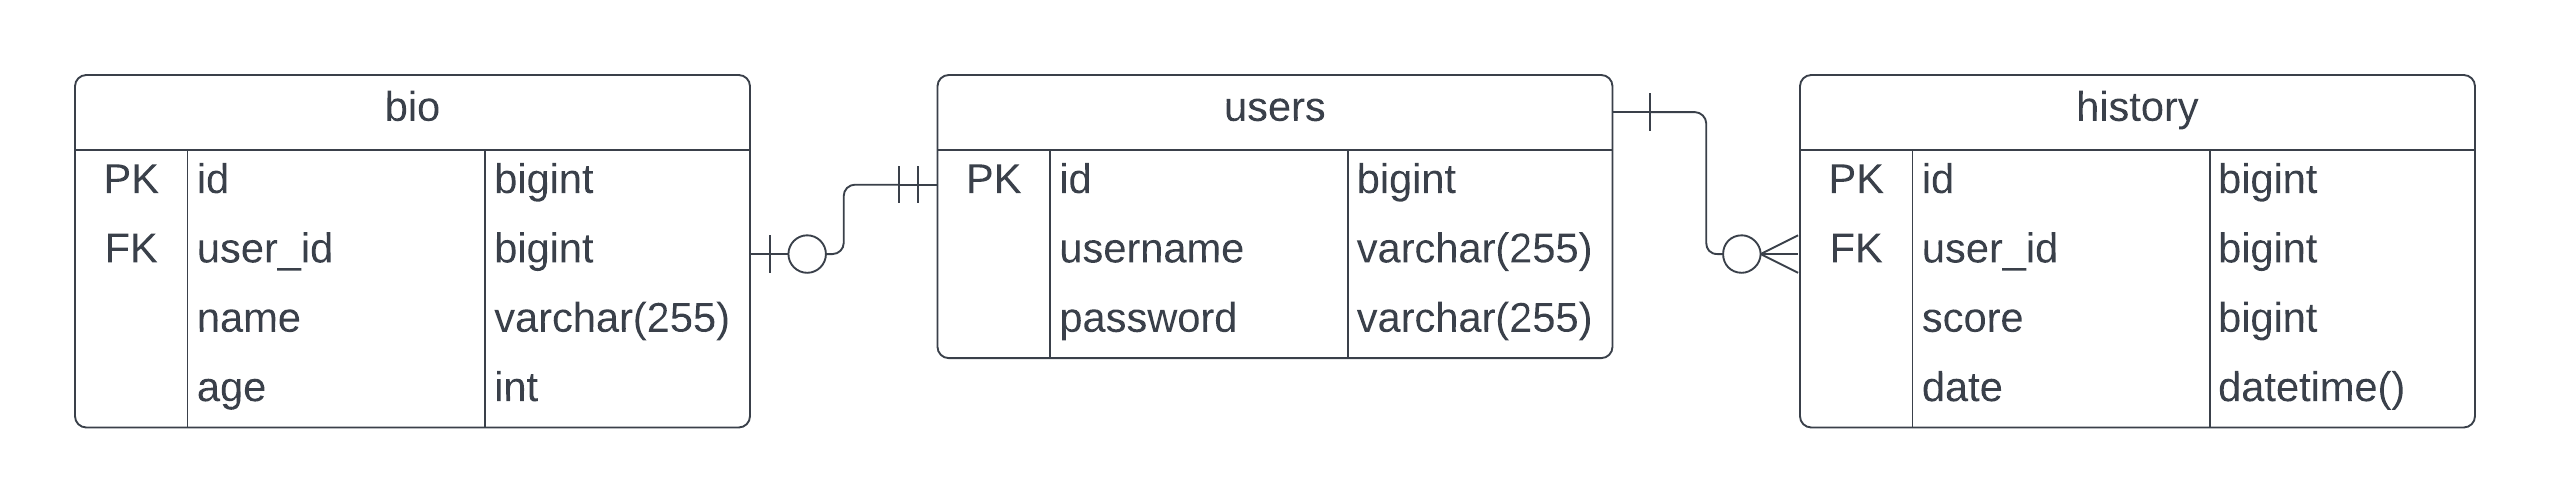 bio
PK id bigint
FK user_id bigint
name varchar(255)
age int
users
PK id bigint
username varchar(255)
password varchar(255)
history
PK id bigint
FK user_id bigint
score bigint
date datetime()